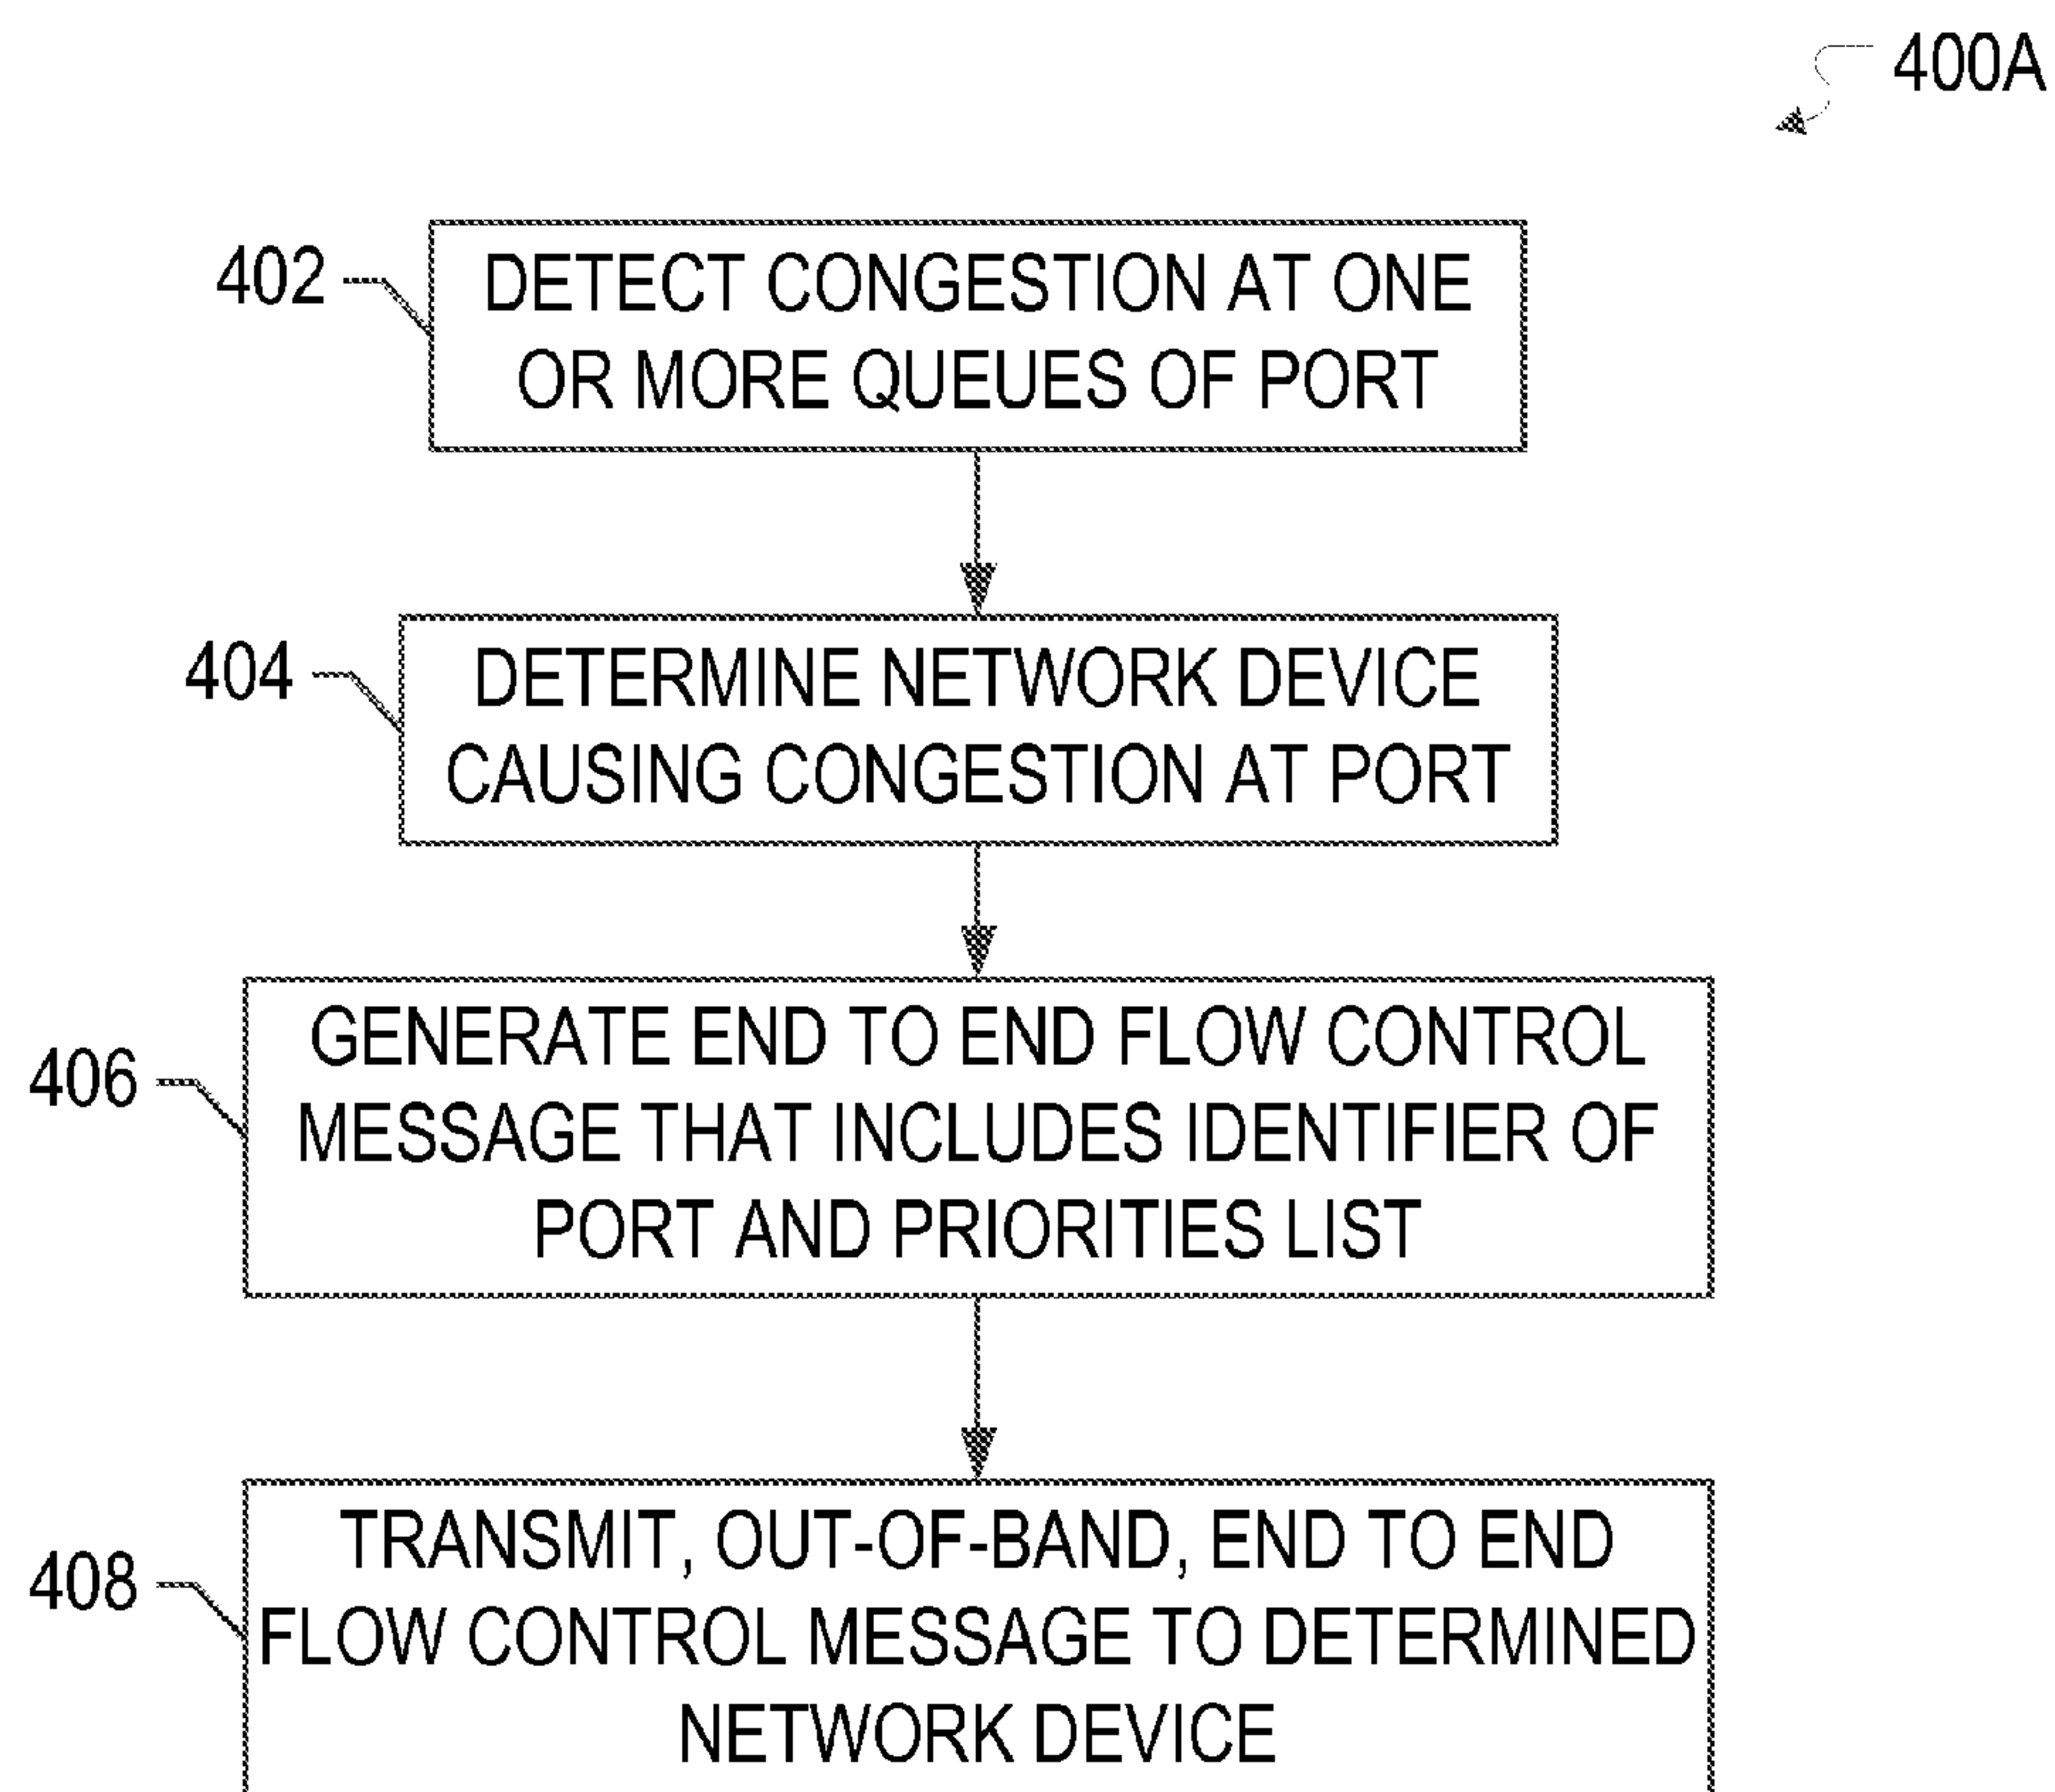 400A
402
DETECT CONGESTION AT ONE
OR MORE QUEUES OF PORT
404
DETERMINE NETWORK DEVICE
CAUSING CONGESTION AT PORT
406
GENERATE END TO END FLOW CONTROL
MESSAGE THAT INCLUDES IDENTIFIER OF
PORT AND PRIORITIES LIST
408
TRANSMIT, OUT-OF-BAND, END TO END
FLOW CONTROL MESSAGE TO DETERMINED
NETWORK DEVICE